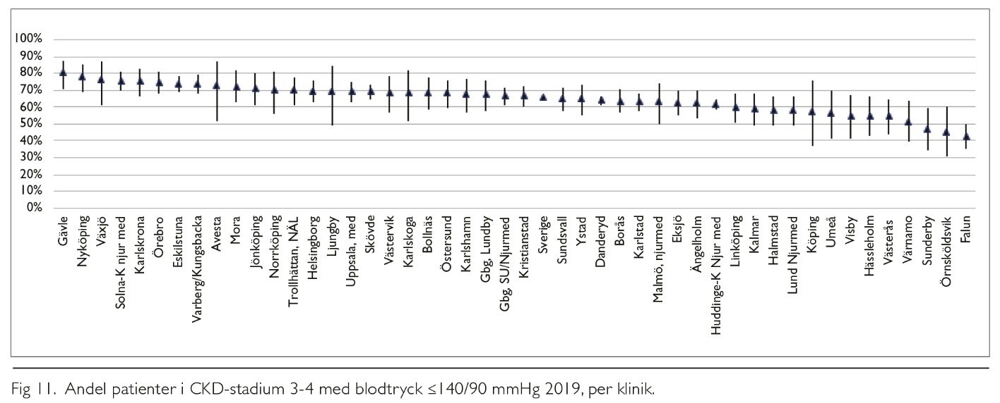 100%
90%
80%
70%
60%
50%
40%
30%
20%
10%
0%
Gävle
Nyköping
Växjö
Solna-K njur med
Karlskrona
Örebro
Eskilstuna
Varberg/Kungsbacka
Avesta
Mora
Jönköping
Norrköping
Trollhättan, NÄL
Helsingborg
Ljungby
Uppsala, med
Skövde
Västervik
Karlskoga
Bollnäs
Östersund
Karlshamn
Gbg, Lundby
Gbg, SU/Njurmed
Kristianstad
Sverige
Sundsvall
Ystad
Danderyd
Borås
Karlstad
Malmö, njurmed
Eksjö
Ängelholm
Huddinge-K Njur med
Linköping
Kalmar
Halmstad
Lund Njurmed
Köping
Umeå
Visby
Hässleholm
Västerås
Värnamo
Sunderby
Örnsköldsvik
Falun
Fig 11. Andel patienter i CKD-stadium 3-4 med blodtryck ≤140/90 mmHg 2019, per klinik.